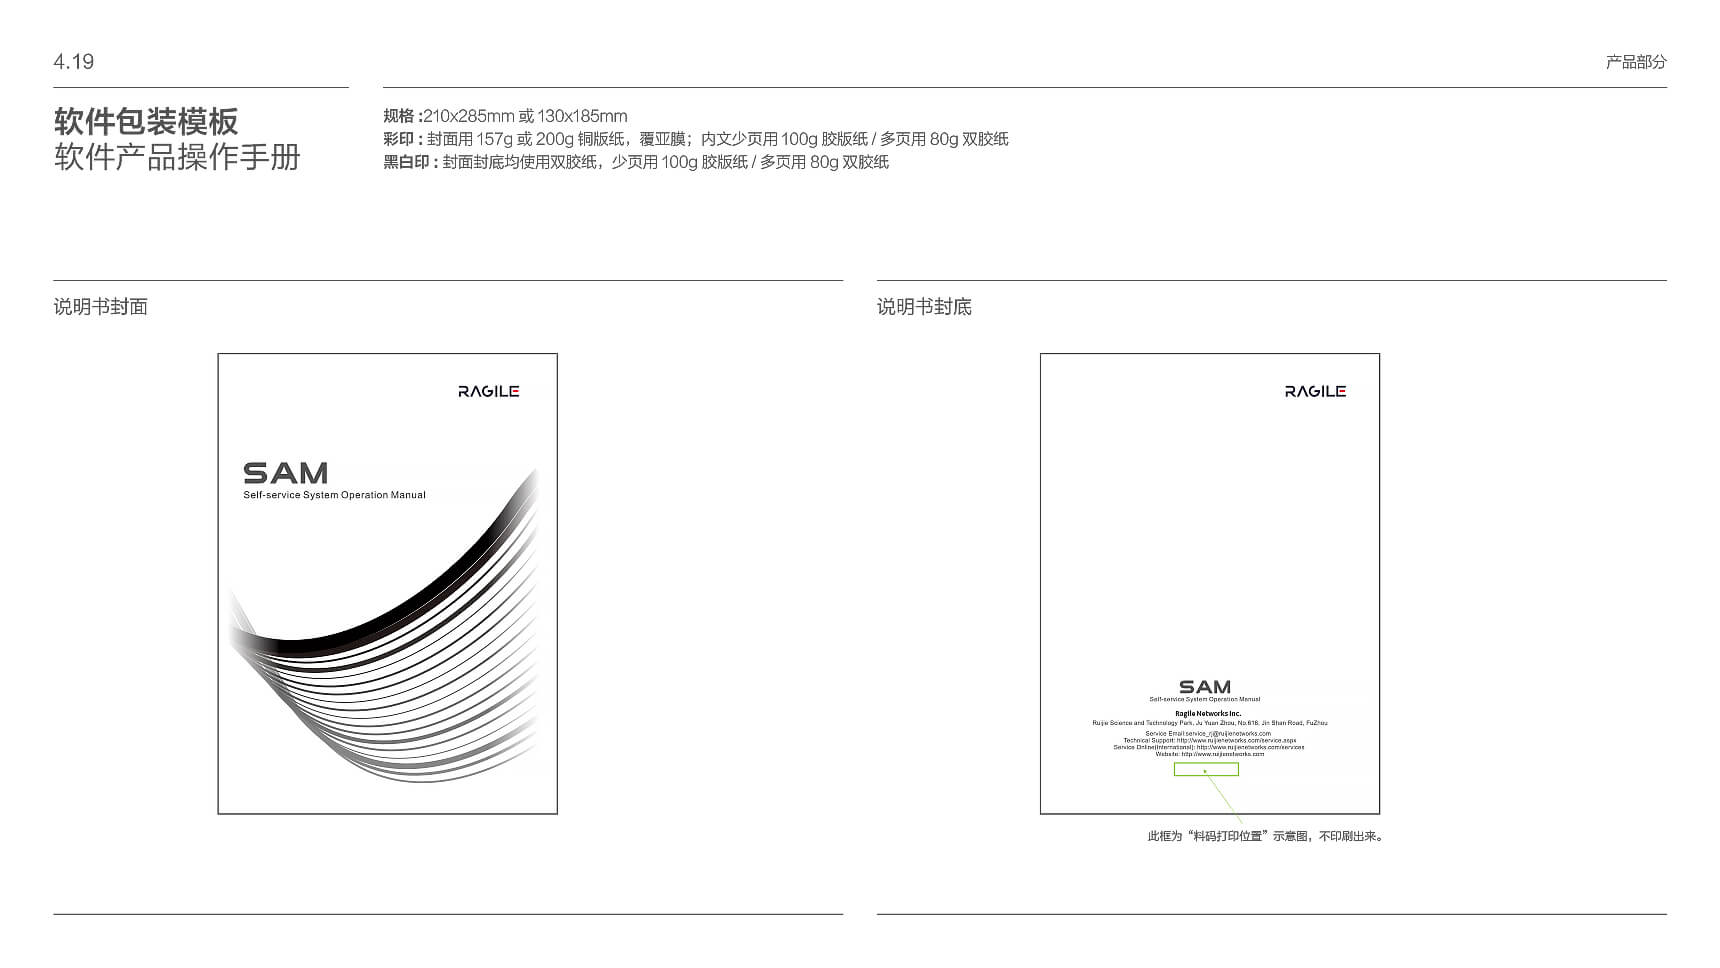 4.19
产品部分
软件包装模板
软件产品操作手册
规格 :210x285mm 或 130x185mm
彩印 : 封面用 157g 或 200g 铜版纸，覆亚膜；内文少页用 100g 胶版纸 / 多页用 80g 双胶纸
黑白印 : 封面封底均使用双胶纸，少页用 100g 胶版纸 / 多页用 80g 双胶纸
说明书封面
RAGILE
SAM
Self-service System Operation Manual
说明书封底
RAGILE
SAM
Self-service System Operation Manual
Ragile Networks Inc.
Ruijie Science and Technology Park, Ju Yuan Zhou, No.618, Jin Shan Road, FuZhou
Service Email:service_rj@ruijienetworks.com
Technical Support: http://www.ruijienetworks.com/service.aspx
Service Online(International): http://www.ruijienetworks.com/services
Website: http://www.ruijienetworks.com
此框为“料码打印位置”示意图，不印刷出来。